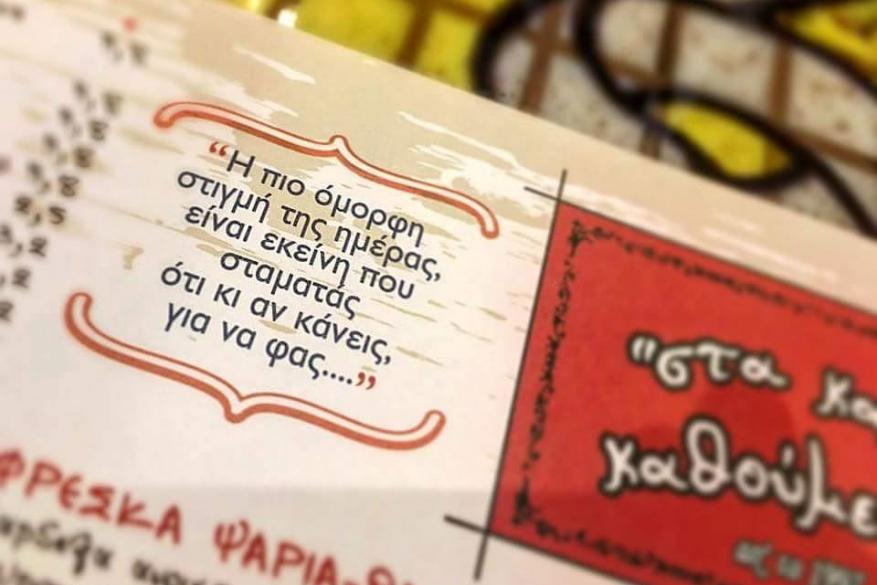 “Η πιο όμορφη
στιγμή της ημέρας,
είναι εκείνη που
σταματάς
ότι κι αν κάνεις,
για να φας....”
"στα κα
καθούμε
ΦΡΕΣΚΑ ΨΑΡΙΑ-Θ